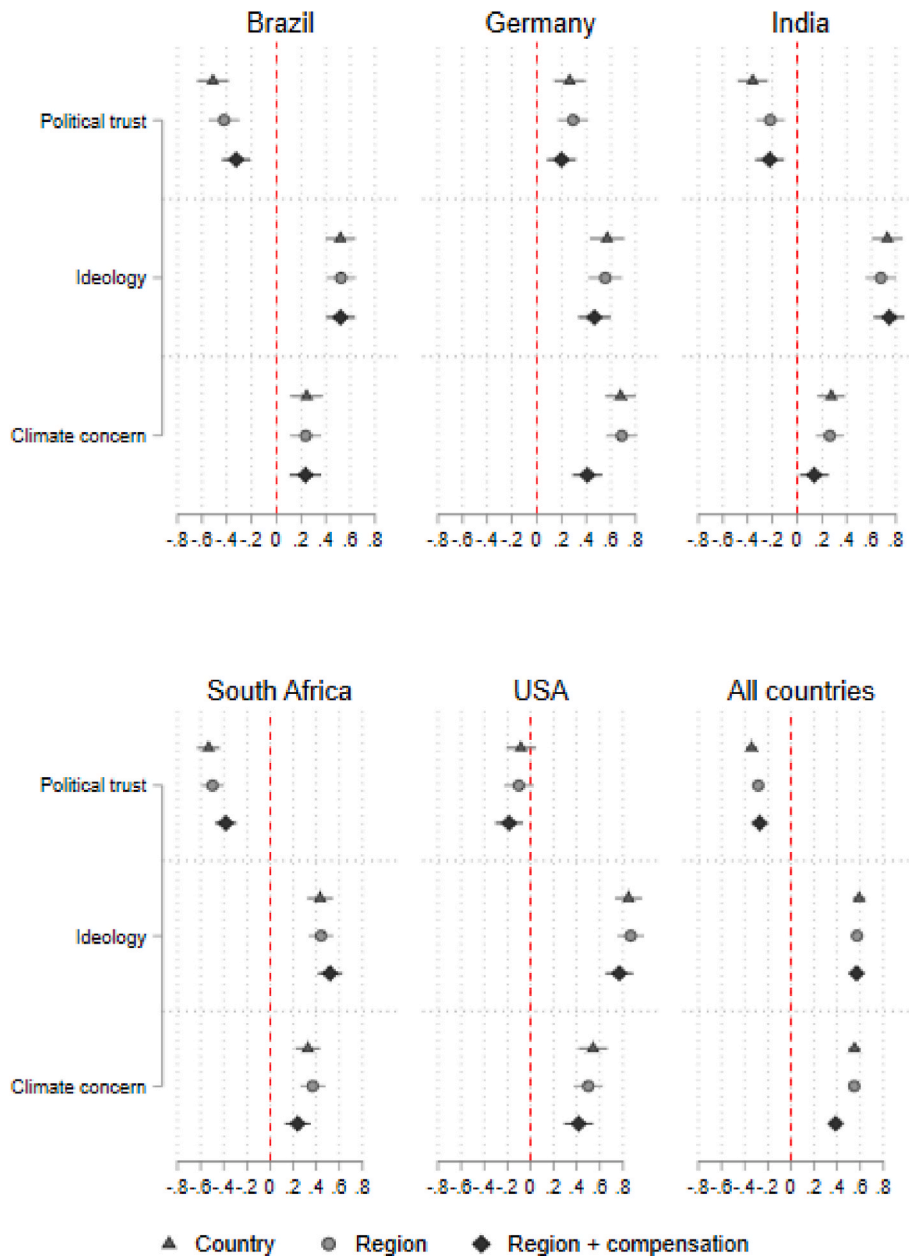 Brazil Germany India
Political trust
Ideology
Climate concern
-.8-.6-.4-.2 0 .2 .4 .6 .8 -.8-.6-.4-.2 0 .2 .4 .6 .8 -.8-.6-.4-.2 0 .2 .4 .6 .8
South Africa USA All countries
Political trust
Ideology
Climate concern
-.8-.6-.4-.2 0 .2 .4 .6 .8 -.8-.6-.4-.2 0 .2 .4 .6 .8 -.8-.6-.4-.2 0 .2 .4 .6 .8
Country Region Region + compensation